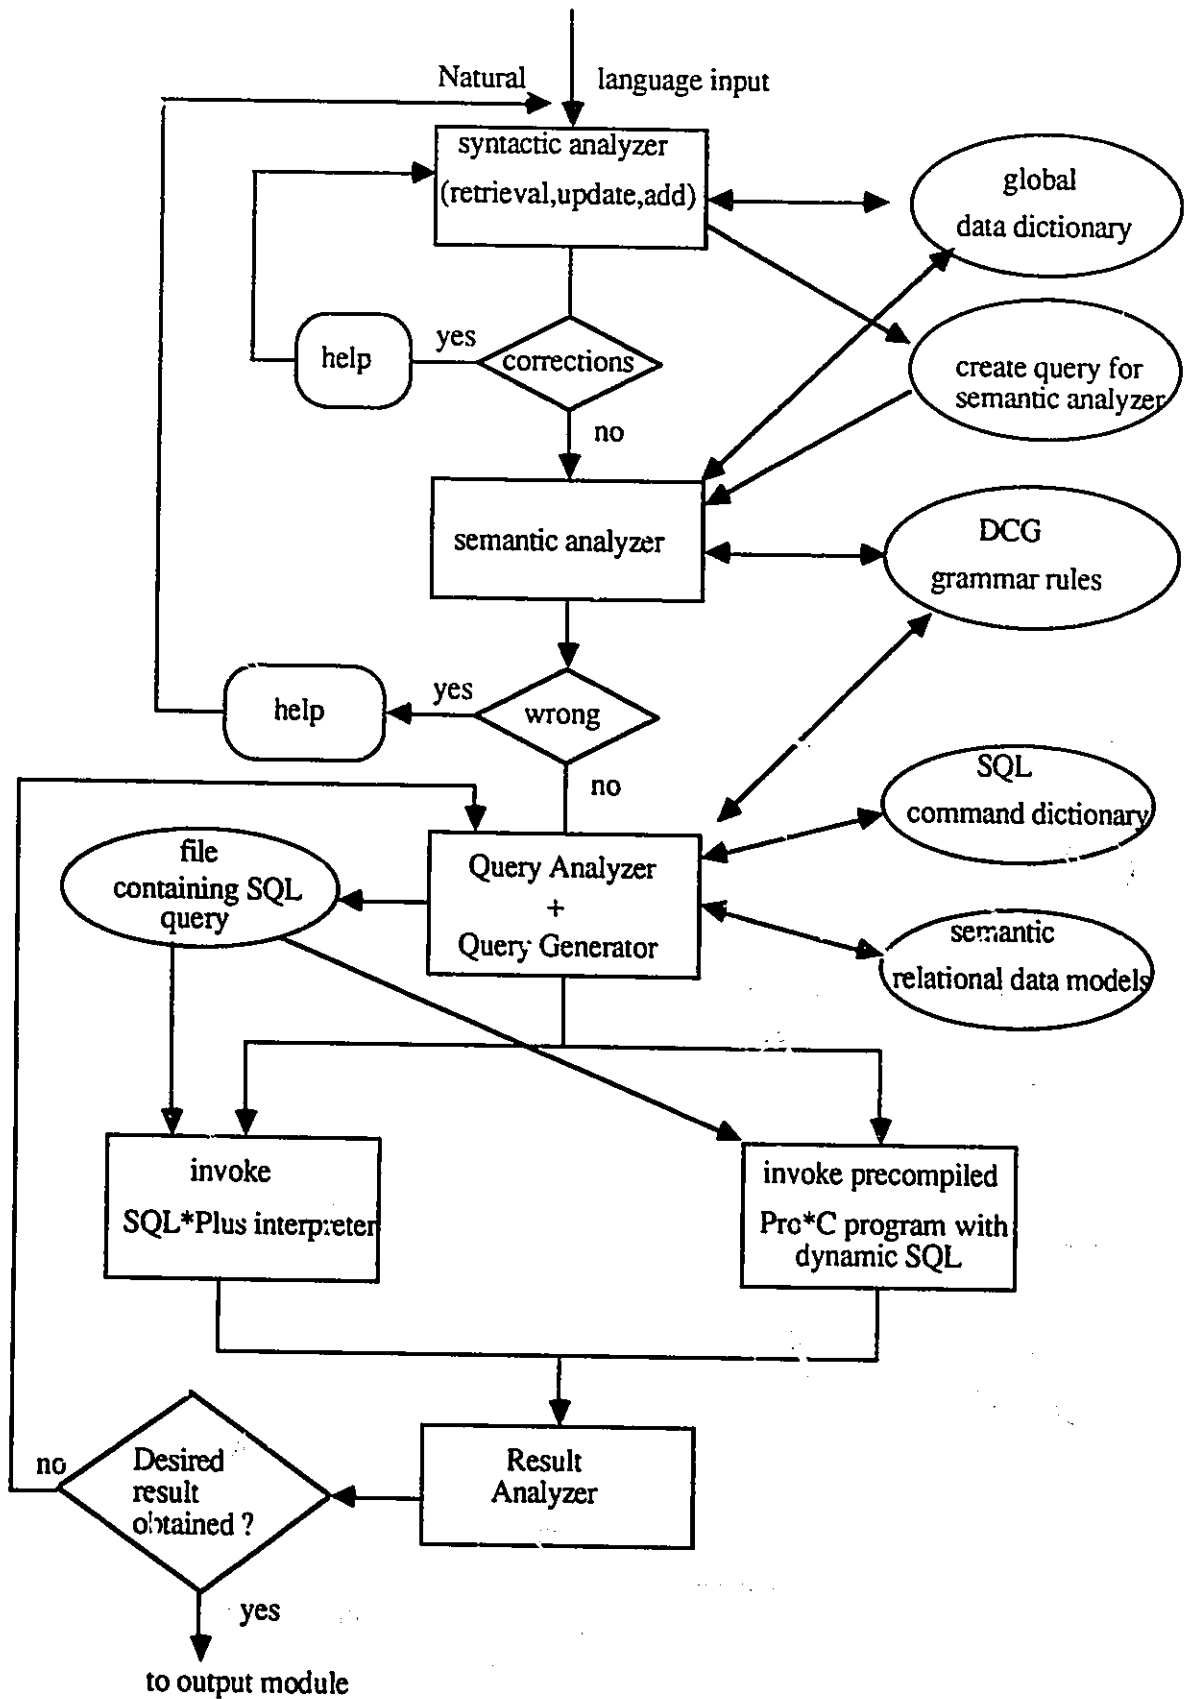 Natural language input
syntactic analyzer
(retrieval,update,add)
global
data dictionary
yes
help
corrections
create query for
semantic analyzer
no
semantic analyzer
DCG
grammar rules
yes
help
wrong
no
SQL
command dictionary
file
containing SQL
query
Query Analyzer
+
Query Generator
semantic
relational data models
invoke
SQL*Plus interpreter
invoke precompiled
Pro*C program with
dynamic SQL
no
Desired
result
obtained ?
Result
Analyzer
yes
to output module